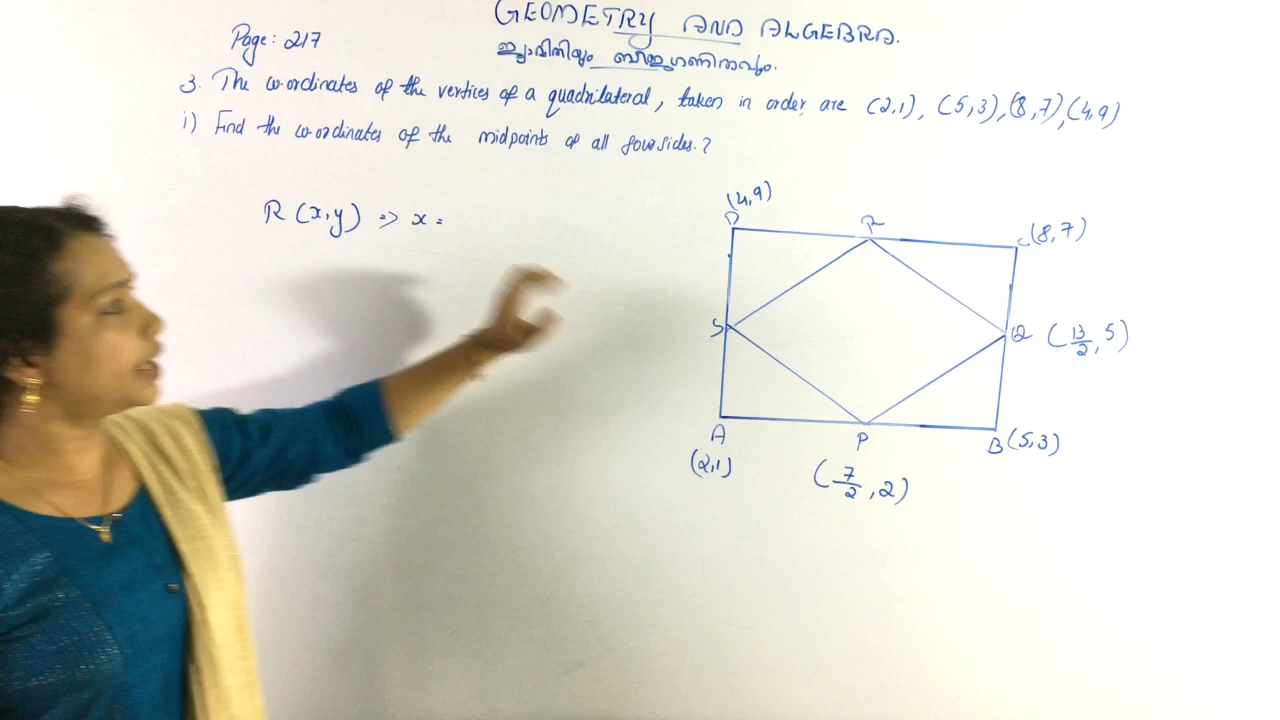 GEOMETRY AND ALGEBRA.
Page: 217
ജ്യാമിതിയും ബീജഗണിതവും.
3. The co-ordinates of the vertices of a quadrilateral, taken in order are (2,1), (5,3), (8,7), (4,9)
i) Find the co-ordinates of the midpoints of all four sides.?
R (x,y) => x =
(4,9)
D
R
C (8,7)
S
Q (13/2, 5)
A
P
B (5,3)
(2,1)
(7/2, 2)